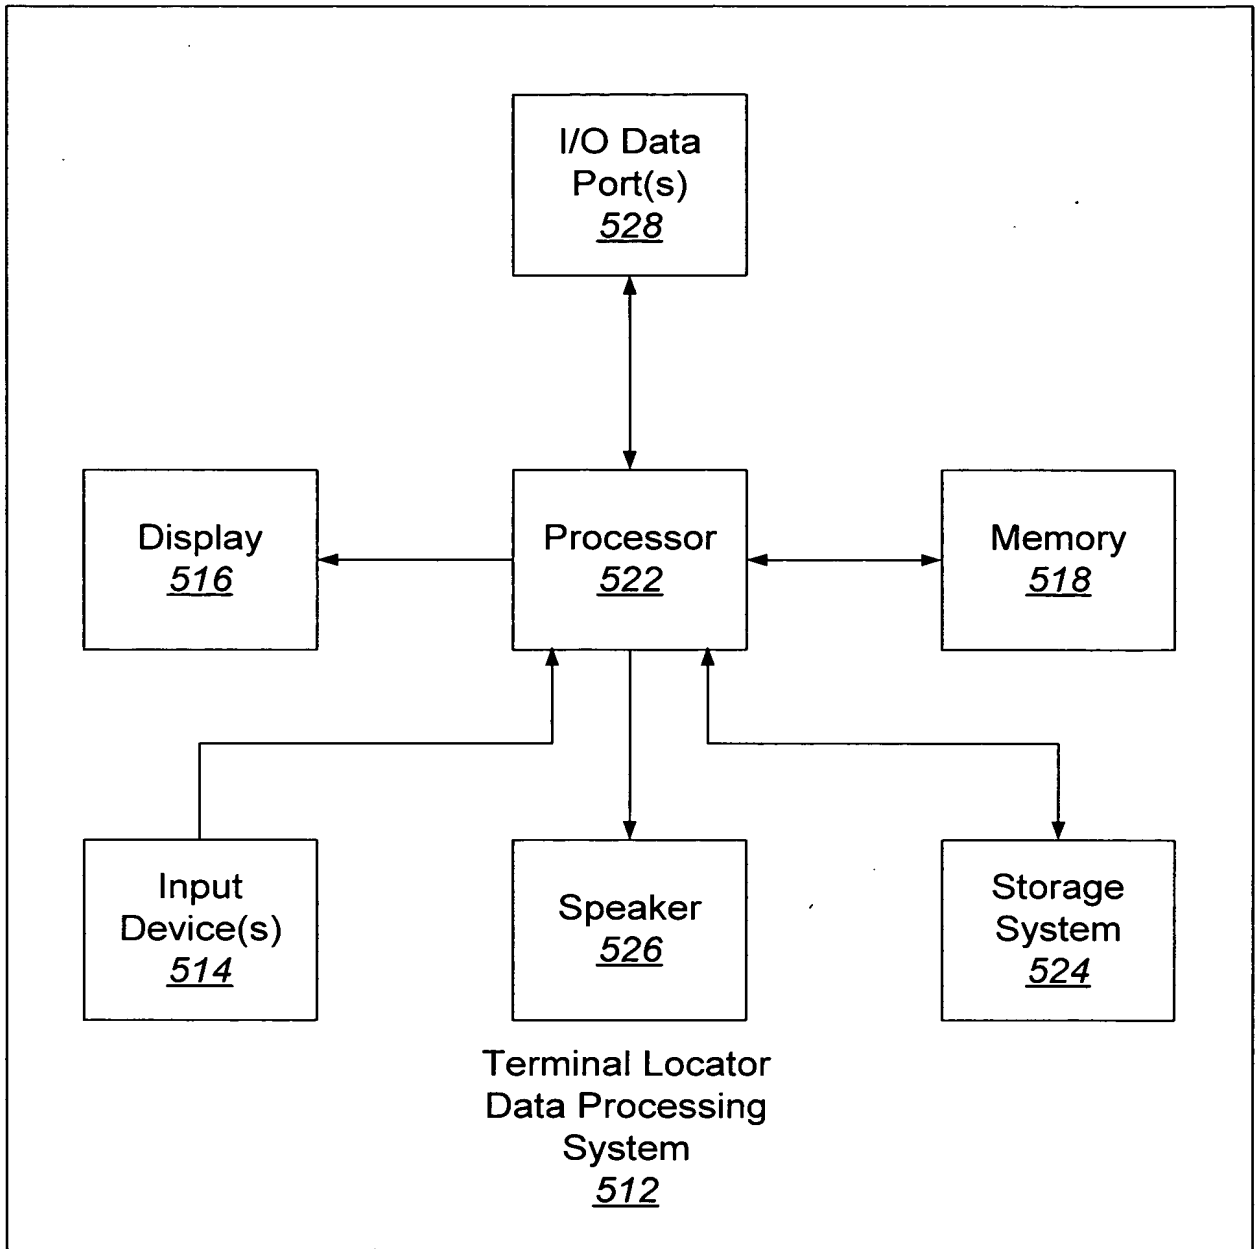 I/O Data
Port(s)
528
Display
516
Processor
522
Memory
518
Input
Device(s)
514
Speaker
526
Storage
System
524
Terminal Locator
Data Processing
System
512